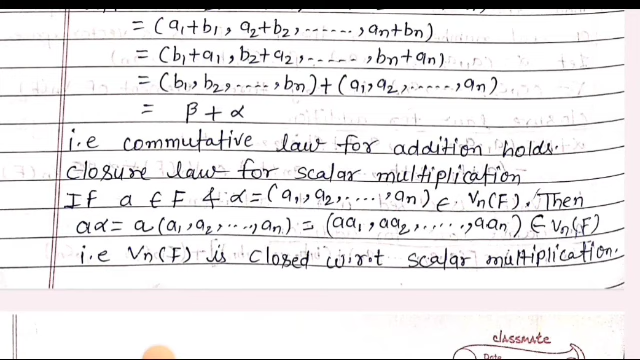 = (a1+b1, a2+b2, ......, an+bn)
= (b1+a1, b2+a2, ......, bn+an)
= (b1, b2, ....., bn) + (a1, a2, ......, an)
= β + α
i.e commutative law for addition holds.
closure law for scalar multiplication
If a ∈ F & α = (a1, a2, ...., an) ∈ Vn(F). Then
aα = a(a1, a2, ...., an) = (aa1, aa2, ....., aan) ∈ Vn(F)
i.e Vn(F) is closed w.r.t scalar multiplication.
classmate
Date